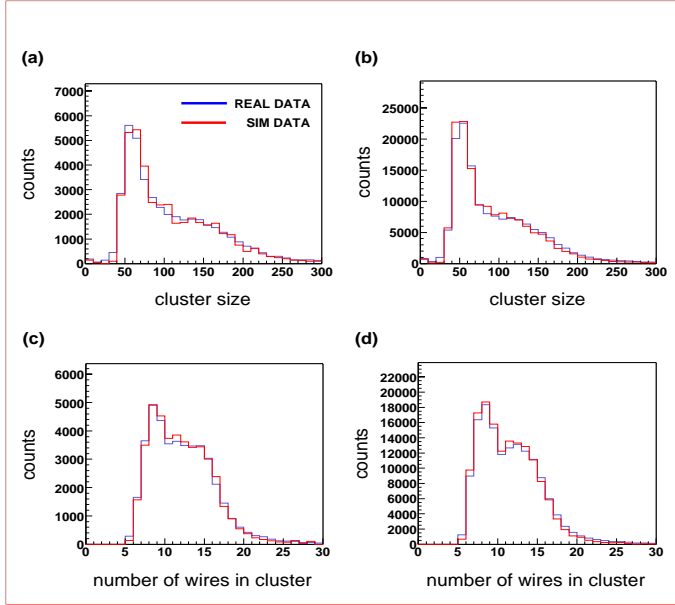 (a)
7000
6000
5000
4000
3000
2000
1000
0
counts
REAL DATA
SIM DATA
0 50 100 150 200 250 300
cluster size
(b)
25000
20000
15000
10000
5000
0
counts
0 50 100 150 200 250 300
cluster size
(c)
6000
5000
4000
3000
2000
1000
0
counts
0 5 10 15 20 25 30
number of wires in cluster
(d)
22000
20000
18000
16000
14000
12000
10000
8000
6000
4000
2000
0
counts
0 5 10 15 20 25 30
number of wires in cluster